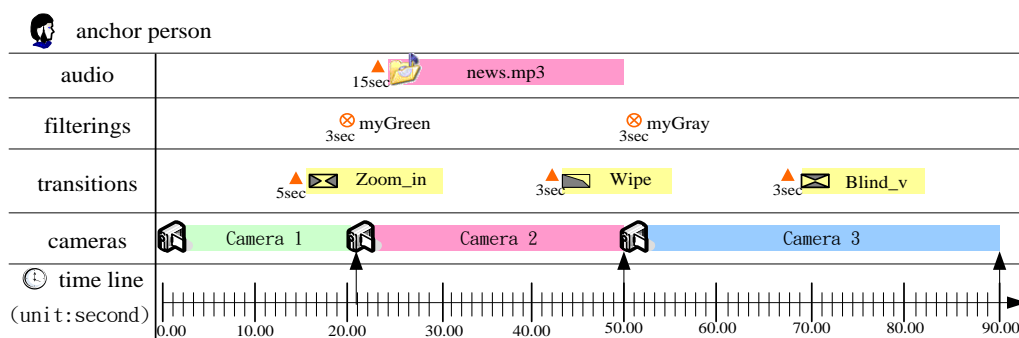 anchor person
audio
15sec
news.mp3
filterings
3sec
myGreen
3sec
myGray
transitions
5sec
Zoom_in
3sec
Wipe
3sec
Blind_v
cameras
Camera 1
Camera 2
Camera 3
time line
(unit:second)
0.00 10.00 20.00 30.00 40.00 50.00 60.00 70.00 80.00 90.00